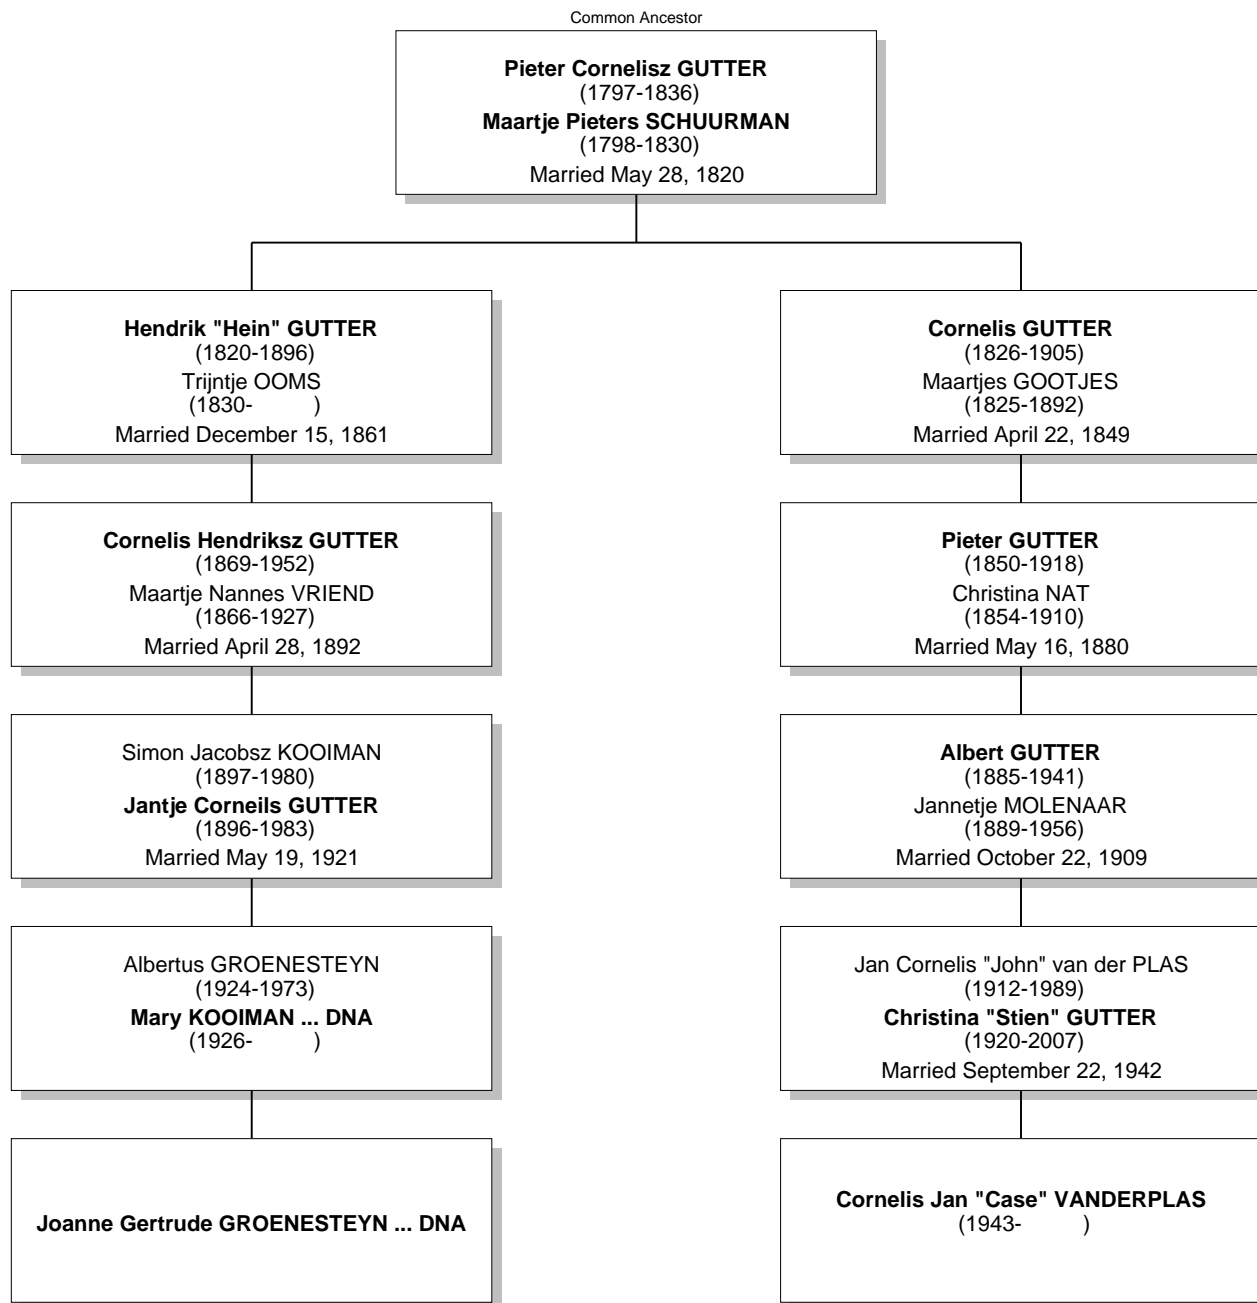 Common Ancestor
Pieter Cornelisz GUTTER
(1797-1836)
Maartje Pieters SCHUURMAN
(1798-1830)
Married May 28, 1820
Hendrik "Hein" GUTTER
(1820-1896)
Trijntje OOMS
(1830- )
Married December 15, 1861
Cornelis GUTTER
(1826-1905)
Maartjes GOOTJES
(1825-1892)
Married April 22, 1849
Cornelis Hendriksz GUTTER
(1869-1952)
Maartje Nannes VRIEND
(1866-1927)
Married April 28, 1892
Pieter GUTTER
(1850-1918)
Christina NAT
(1854-1910)
Married May 16, 1880
Simon Jacobsz KOOIMAN
(1897-1980)
Jantje Corneils GUTTER
(1896-1983)
Married May 19, 1921
Albert GUTTER
(1885-1941)
Jannetje MOLENAAR
(1889-1956)
Married October 22, 1909
Albertus GROENESTEYN
(1924-1973)
Mary KOOIMAN ... DNA
(1926- )
Jan Cornelis "John" van der PLAS
(1912-1989)
Christina "Stien" GUTTER
(1920-2007)
Married September 22, 1942
Joanne Gertrude GROENESTEYN ... DNA
Cornelis Jan "Case" VANDERPLAS
(1943- )